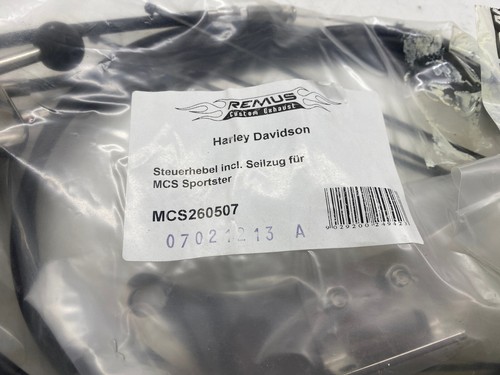 REMUS
Custom Exhaust
Harley Davidson
Steuerhebel incl. Seilzug für
MCS Sportster
MCS260507
07021213 A